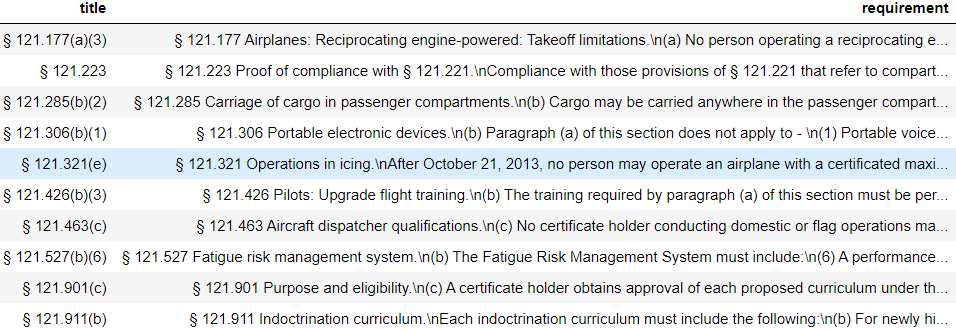 title requirement
§ 121.177(a)(3) § 121.177 Airplanes: Reciprocating engine-powered: Takeoff limitations.\n(a) No person operating a reciprocating e...
§ 121.223 § 121.223 Proof of compliance with § 121.221.\nCompliance with those provisions of § 121.221 that refer to compart...
§ 121.285(b)(2) § 121.285 Carriage of cargo in passenger compartments.\n(b) Cargo may be carried anywhere in the passenger compart...
§ 121.306(b)(1) § 121.306 Portable electronic devices.\n(b) Paragraph (a) of this section does not apply to - \n(1) Portable voice...
§ 121.321(e) § 121.321 Operations in icing.\nAfter October 21, 2013, no person may operate an airplane with a certificated maxi...
§ 121.426(b)(3) § 121.426 Pilots: Upgrade flight training.\n(b) The training required by paragraph (a) of this section must be per...
§ 121.463(c) § 121.463 Aircraft dispatcher qualifications.\n(c) No certificate holder conducting domestic or flag operations ma...
§ 121.527(b)(6) § 121.527 Fatigue risk management system.\n(b) The Fatigue Risk Management System must include:\n(6) A performance...
§ 121.901(c) § 121.901 Purpose and eligibility.\n(c) A certificate holder obtains approval of each proposed curriculum under th...
§ 121.911(b) § 121.911 Indoctrination curriculum.\nEach indoctrination curriculum must include the following:\n(b) For newly hi...